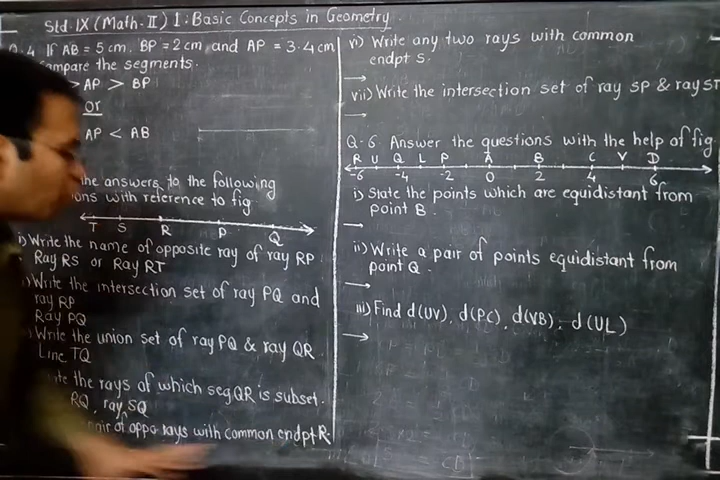 Std. IX (Math-II) 1: Basic Concepts in Geometry.
4 If AB = 5 cm. BP = 2 cm, and AP = 3.4 cm
compare the segments.
> AP > BP
or
AP < AB
the answers to the following
ions with reference to fig
T S R P Q
i) Write the name of opposite ray of ray RP
Ray RS or Ray RT
) Write the intersection set of ray PQ and
ray RP
Ray PQ
) Write the union set of ray PQ & ray QR.
Line TQ
the rays of which seg QR is subset.
RQ, ray SQ
pair of oppo rays with common endpt R.
vi) Write any two rays with common
endpt S.
→
vii) Write the intersection set of ray SP & ray ST
→
Q-6 Answer the questions with the help of fig
R U Q L P A B C V D
-6 -4 -2 0 2 4 6
i) State the points which are equidistant from
point B.
→
ii) Write a pair of points equidistant from
point Q.
→
iii) Find d(UV), d(PC), d(VB), d(UL)
→